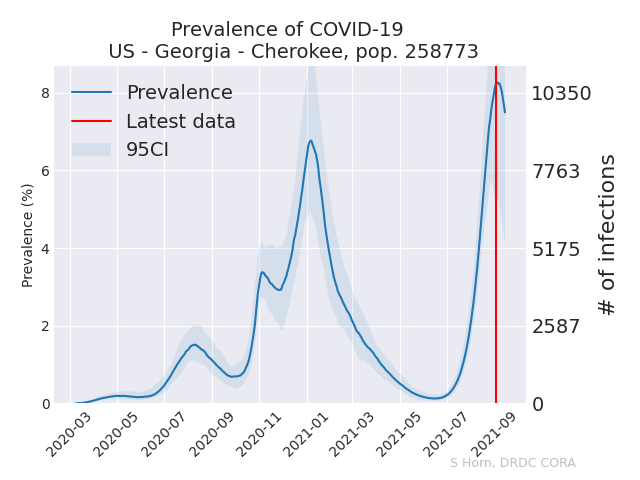 Prevalence of COVID-19
US - Georgia - Cherokee, pop. 258773
Prevalence
Latest data
95CI
Prevalence (%)
8
6
4
2
0
10350
7763
5175
2587
0
# of infections
2020-03
2020-05
2020-07
2020-09
2020-11
2021-01
2021-03
2021-05
2021-07
2021-09
S Horn, DRDC CORA